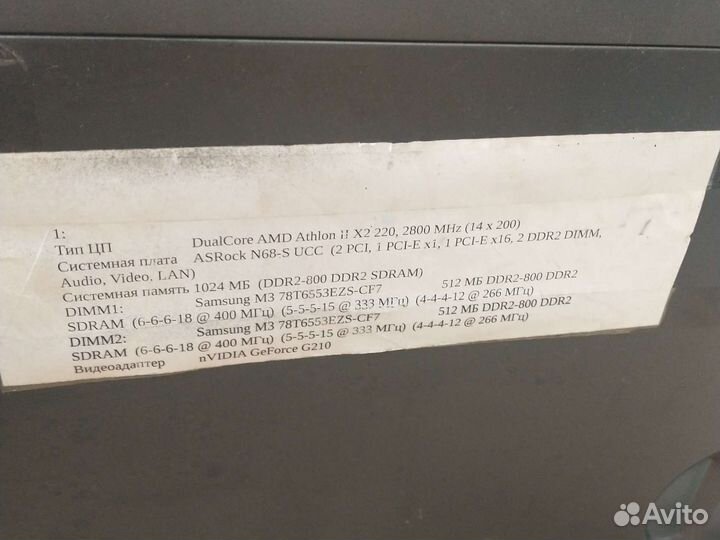 1:
Тип ЦП DualCore AMD Athlon II X2 220, 2800 MHz (14 x 200)
Системная плата ASRock N68-S UCC (2 PCI, 1 PCI-E x1, 1 PCI-E x16, 2 DDR2 DIMM,
Audio, Video, LAN)
Системная память 1024 МБ (DDR2-800 DDR2 SDRAM)
DIMM1: Samsung M3 78T6553EZS-CF7 512 МБ DDR2-800 DDR2
SDRAM (6-6-6-18 @ 400 МГц) (5-5-5-15 @ 333 МГц) (4-4-4-12 @ 266 МГц)
DIMM2: Samsung M3 78T6553EZS-CF7 512 МБ DDR2-800 DDR2
SDRAM (6-6-6-18 @ 400 МГц) (5-5-5-15 @ 333 МГц) (4-4-4-12 @ 266 МГц)
Видеоадаптер nVIDIA GeForce G210
Avito